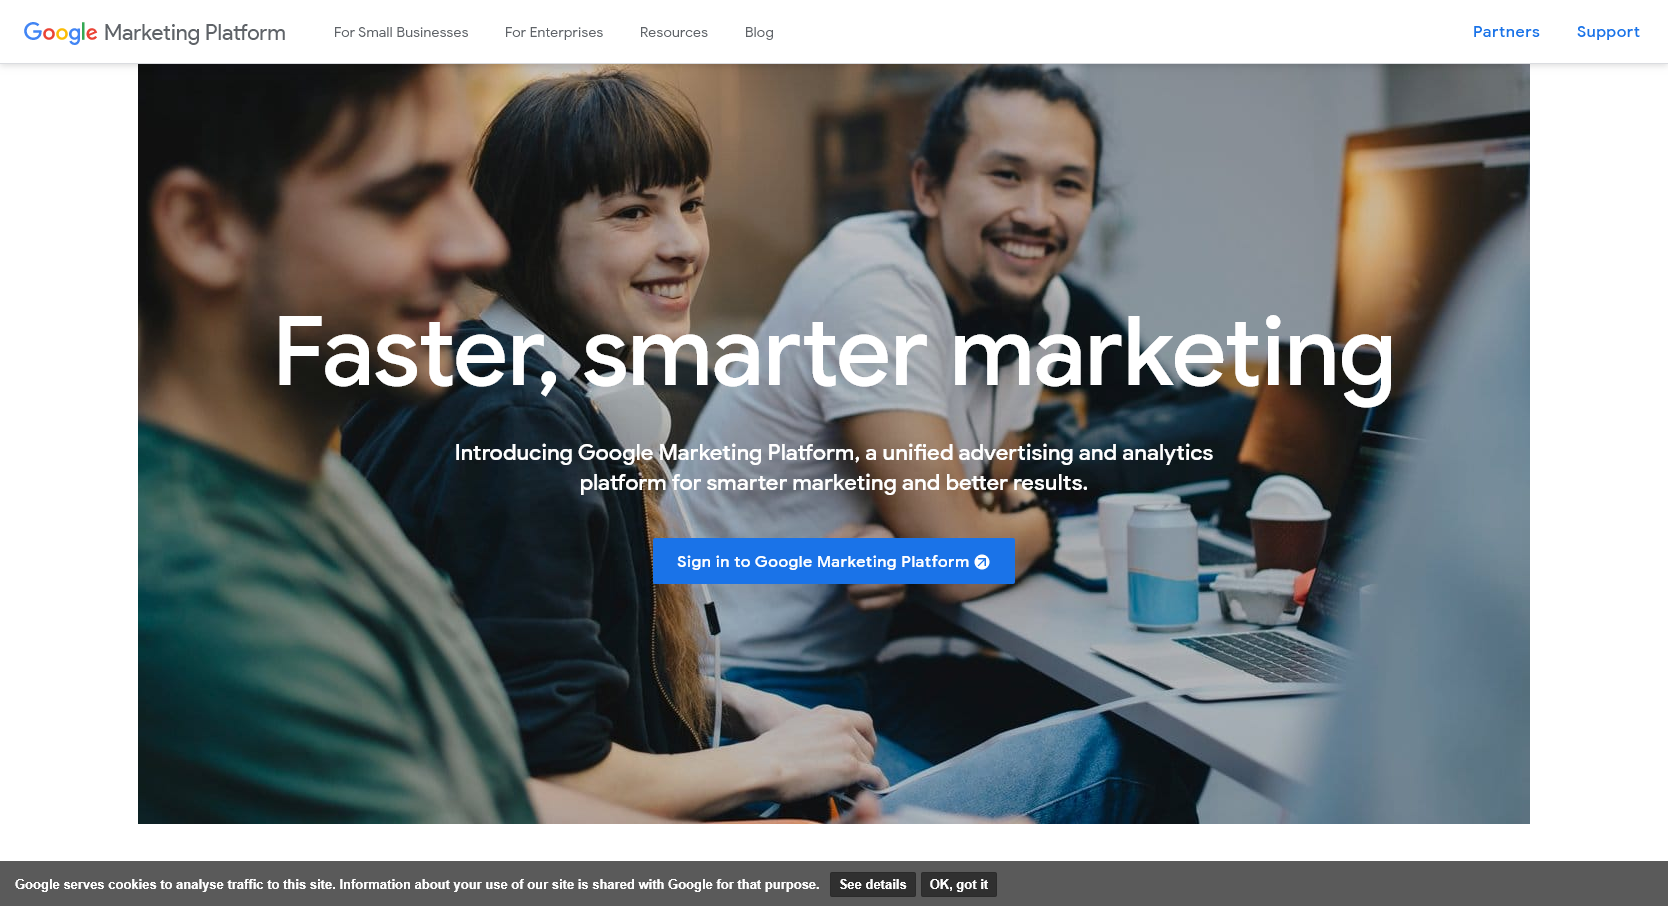 Google Marketing Platform
For Small Businesses
For Enterprises
Resources
Blog
Partners
Support
Faster, smarter marketing
Introducing Google Marketing Platform, a unified advertising and analytics
platform for smarter marketing and better results.
Sign in to Google Marketing Platform
Google serves cookies to analyse traffic to this site. Information about your use of our site is shared with Google for that purpose.
See details
OK, got it